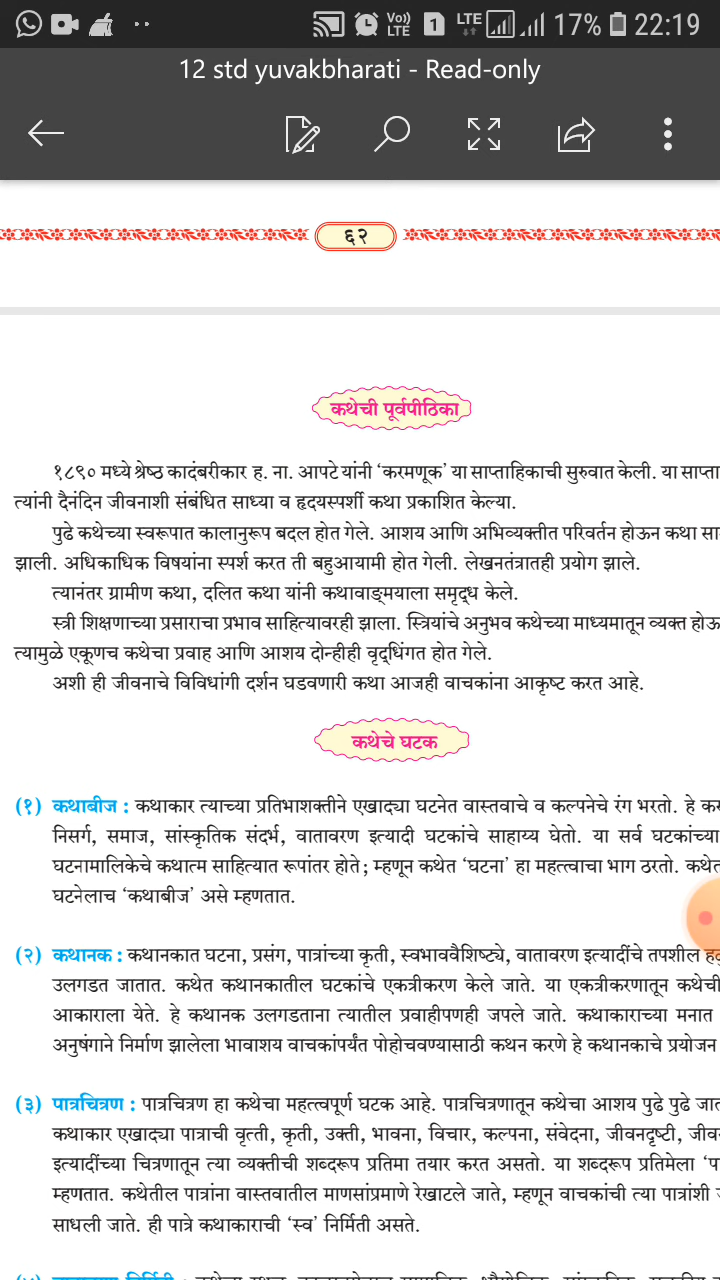 Vo)) LTE 1 LTE 17% 22:19
12 std yuvakbharati - Read-only
६२
कथेची पूर्वपीठिका
१८९० मध्ये श्रेष्ठ कादंबरीकार ह. ना. आपटे यांनी ‘करमणूक’ या साप्ताहिकाची सुरुवात केली. या साप्ता
त्यांनी दैनंदिन जीवनाशी संबंधित साध्या व हृदयस्पर्शी कथा प्रकाशित केल्या.
पुढे कथेच्या स्वरूपात कालानुरूप बदल होत गेले. आशय आणि अभिव्यक्तीत परिवर्तन होऊन कथा सा
झाली. अधिकाधिक विषयांना स्पर्श करत ती बहुआयामी होत गेली. लेखनतंत्रातही प्रयोग झाले.
त्यानंतर ग्रामीण कथा, दलित कथा यांनी कथावाङ्मयाला समृद्ध केले.
स्त्री शिक्षणाच्या प्रसाराचा प्रभाव साहित्यावरही झाला. स्त्रियांचे अनुभव कथेच्या माध्यमातून व्यक्त होऊ
त्यामुळे एकूणच कथेचा प्रवाह आणि आशय दोन्हीही वृद्धिंगत होत गेले.
अशी ही जीवनाचे विविधांगी दर्शन घडवणारी कथा आजही वाचकांना आकृष्ट करत आहे.
कथेचे घटक
(१) कथाबीज : कथाकार त्याच्या प्रतिभाशक्तीने एखाद्या घटनेत वास्तवाचे व कल्पनेचे रंग भरतो. हे
निसर्ग, समाज, सांस्कृतिक संदर्भ, वातावरण इत्यादी घटकांचे साहाय्य घेतो. या सर्व घटकांच्या
घटनामालिकेचे कथात्म साहित्यात रूपांतर होते; म्हणून कथेत ‘घटना’ हा महत्त्वाचा भाग ठरतो. कथेत
घटनेलाच ‘कथाबीज’ असे म्हणतात.
(२) कथानक : कथानकात घटना, प्रसंग, पात्रांच्या कृती, स्वभाववैशिष्ट्ये, वातावरण इत्यादींचे तपशील
उलगडत जातात. कथेत कथानकातील घटकांचे एकत्रीकरण केले जाते. या एकत्रीकरणातून कथेची
आकाराला येते. हे कथानक उलगडताना त्यातील प्रवाहीपणही जपले जाते. कथाकाराच्या मनात
अनुषंगाने निर्माण झालेला भावाशय वाचकांपर्यंत पोहोचवण्यासाठी कथन करणे हे कथानकाचे प्रयोजन
(३) पात्रचित्रण : पात्रचित्रण हा कथेचा महत्त्वपूर्ण घटक आहे. पात्रचित्रणातून कथेचा आशय पुढे पुढे जात
कथाकार एखाद्या पात्राची वृत्ती, कृती, उक्ती, भावना, विचार, कल्पना, संवेदना, जीवनदृष्टी, जीव
इत्यादींच्या चित्रणातून त्या व्यक्तीची शब्दरूप प्रतिमा तयार करत असतो. या शब्दरूप प्रतिमेला ‘प
म्हणतात. कथेतील पात्रांना वास्तवातील माणसांप्रमाणे रेखाटले जाते, म्हणून वाचकांची त्या पात्रांशी
साधली जाते. ही पात्रे कथाकाराची ‘स्व’ निर्मिती असते.